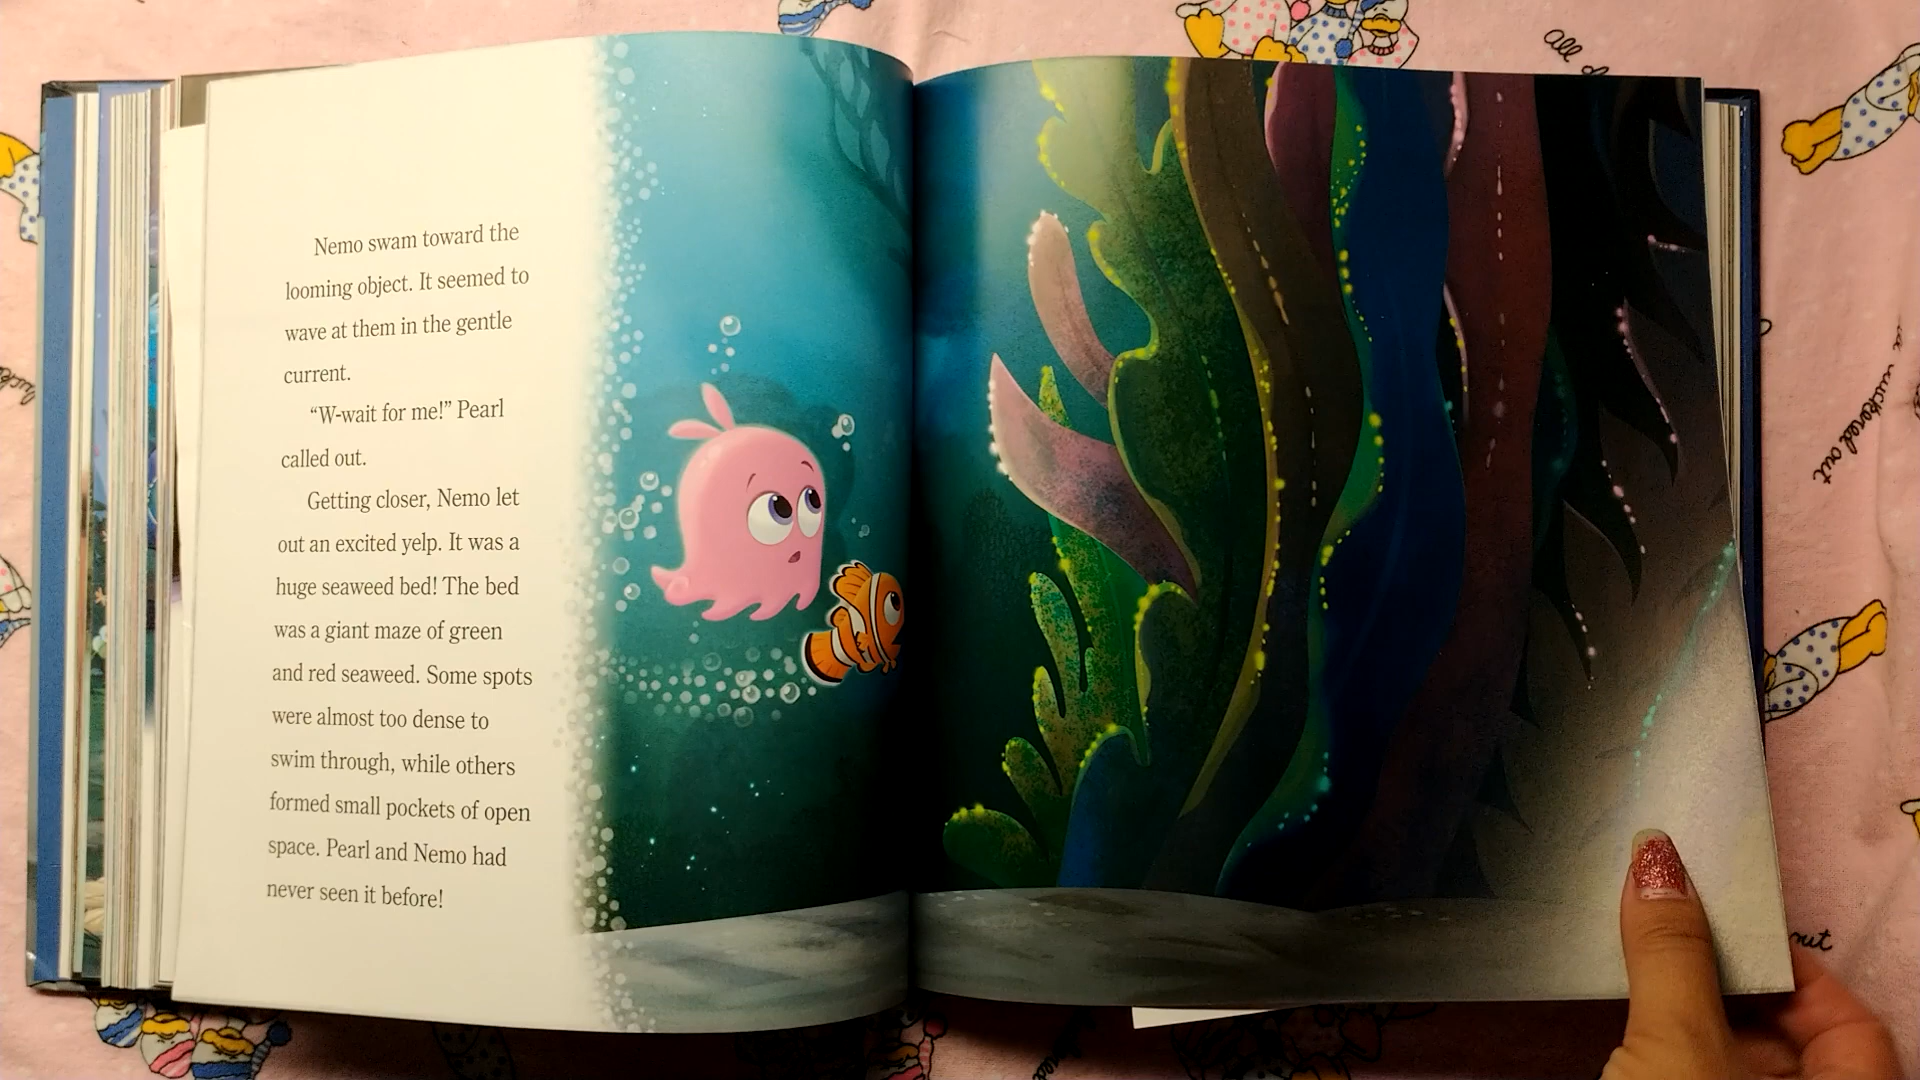 Nemo swam toward the
looming object. It seemed to
wave at them in the gentle
current.
“W-wait for me!” Pearl
called out.
Getting closer, Nemo let
out an excited yelp. It was a
huge seaweed bed! The bed
was a giant maze of green
and red seaweed. Some spots
were almost too dense to
swim through, while others
formed small pockets of open
space. Pearl and Nemo had
never seen it before!
all
tuckered out